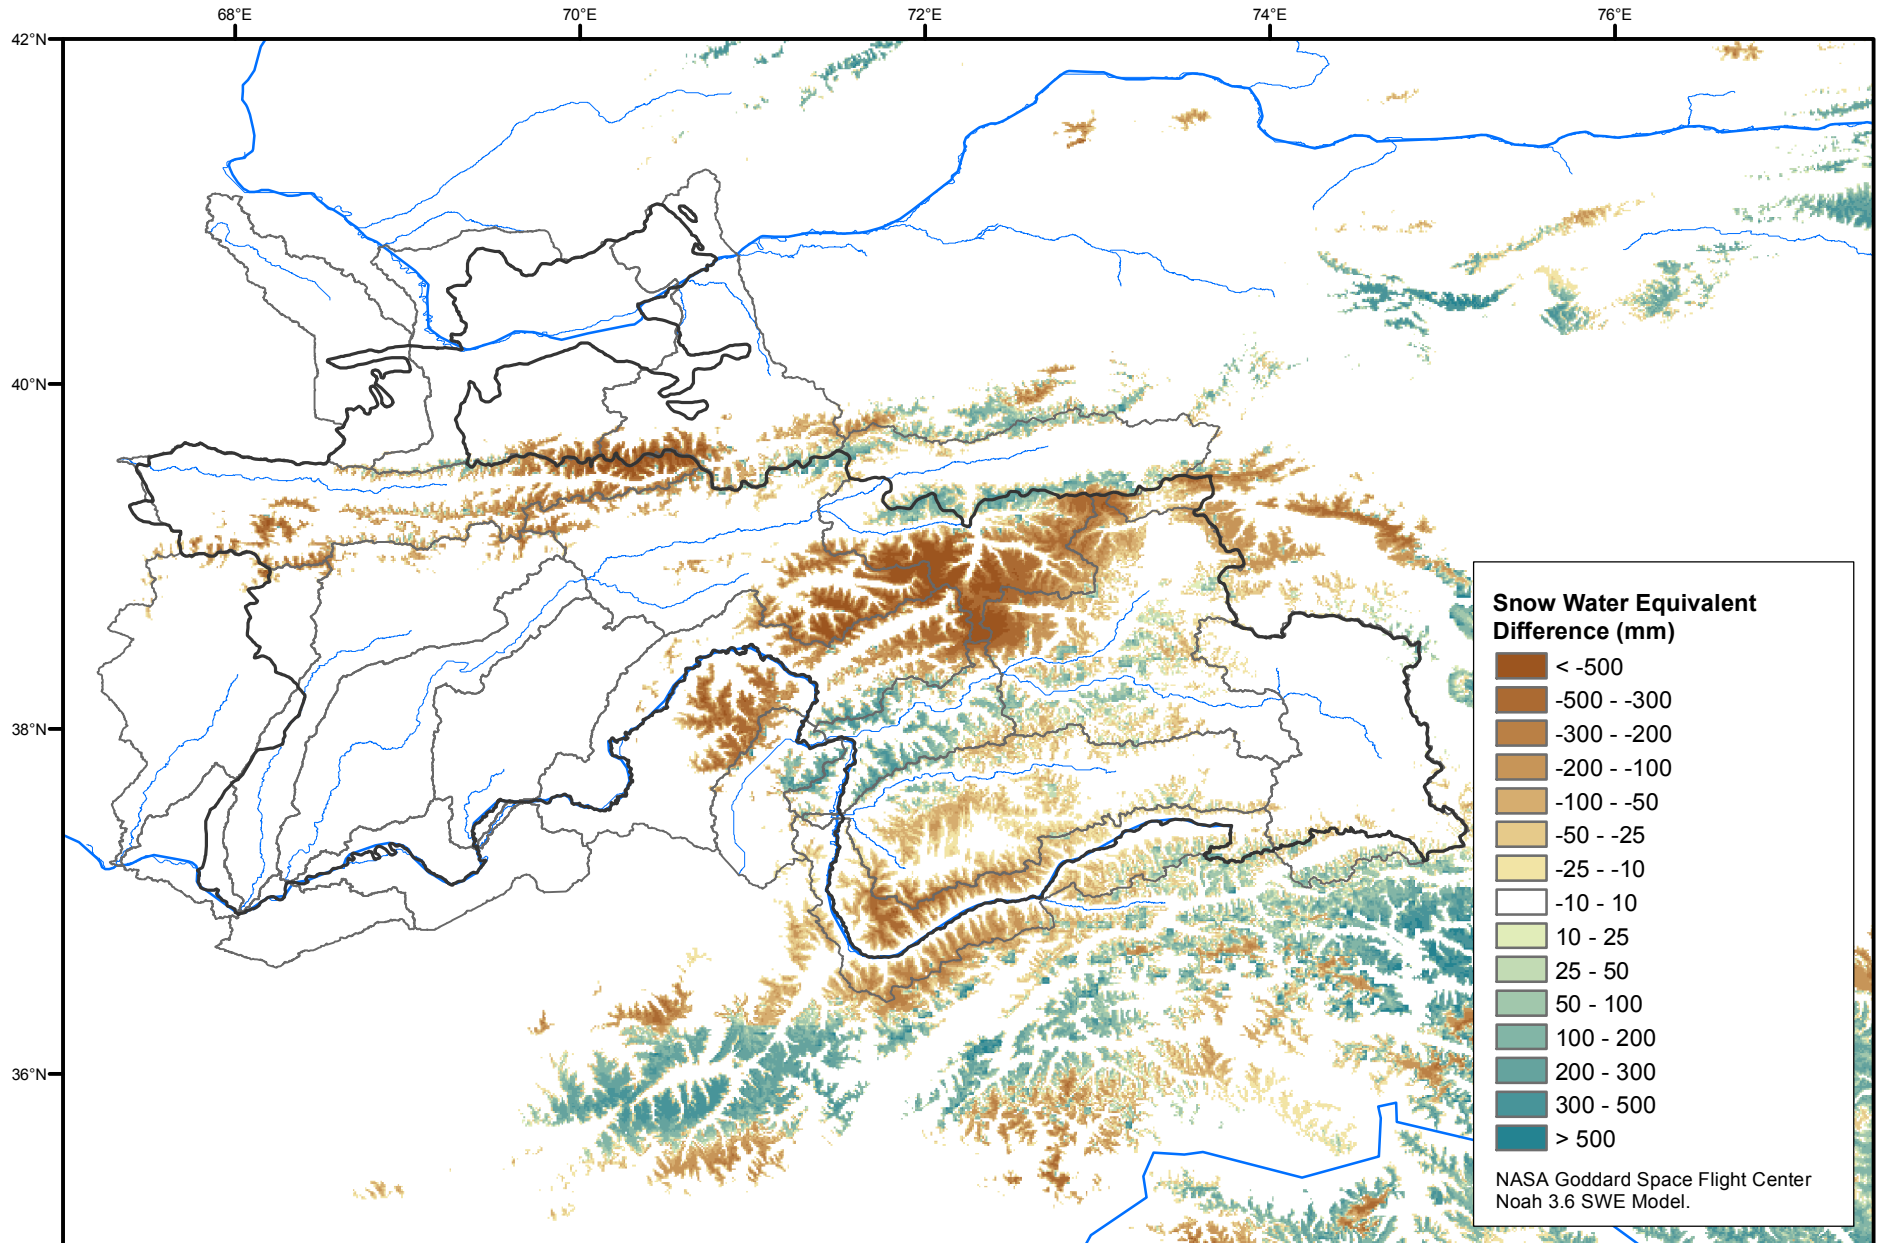 68°E
70°E
72°E
74°E
76°E
42°N
40°N
38°N
36°N
Snow Water Equivalent
Difference (mm)
< -500
-500 - -300
-300 - -200
-200 - -100
-100 - -50
-50 - -25
-25 - -10
-10 - 10
10 - 25
25 - 50
50 - 100
100 - 200
200 - 300
300 - 500
> 500
NASA Goddard Space Flight Center
Noah 3.6 SWE Model.